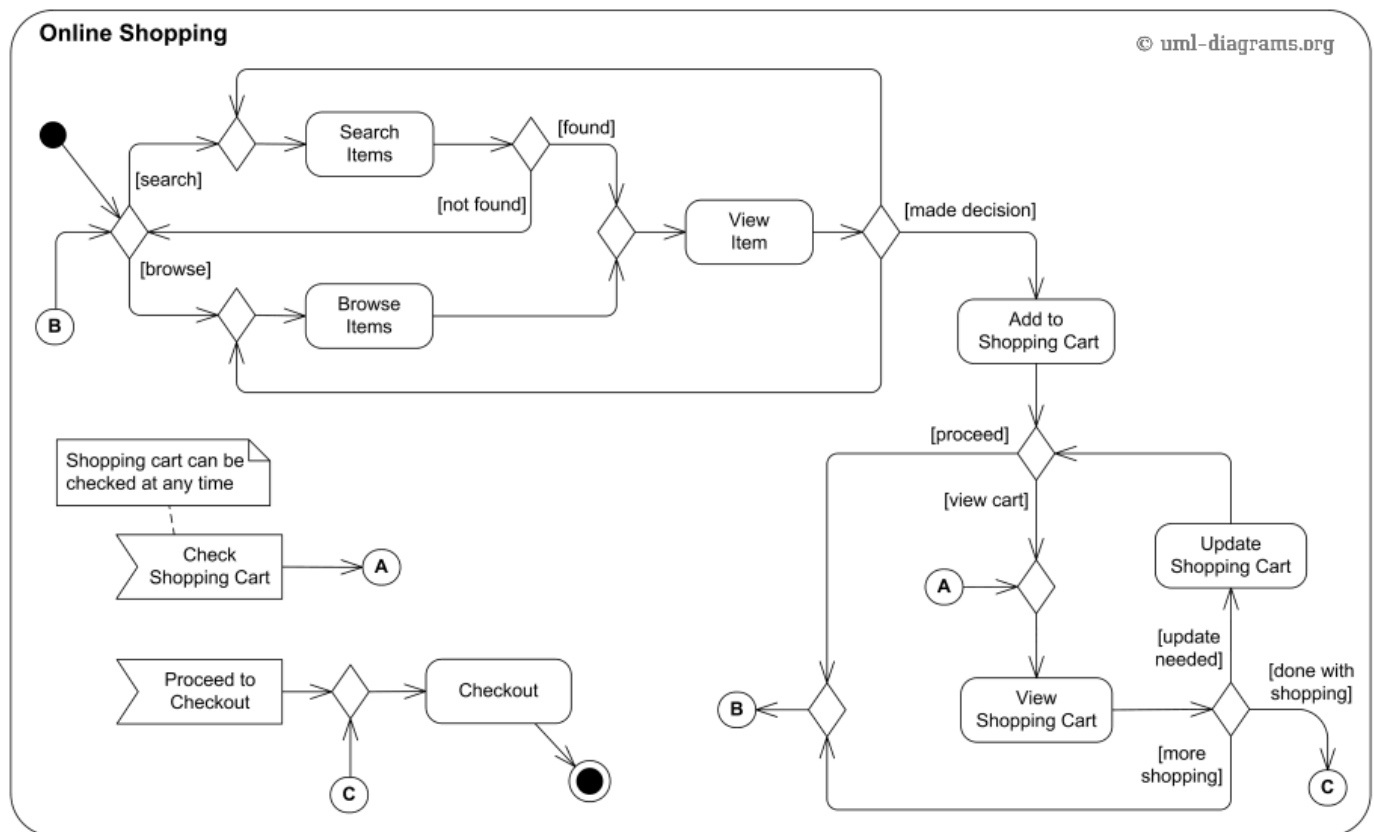 Online Shopping
© uml-diagrams.org
Search
Items
[found]
[search]
[not found]
[made decision]
View
Item
[browse]
Browse
Items
B
Add to
Shopping Cart
[proceed]
Shopping cart can be
checked at any time
[view cart]
Check
Shopping Cart
A
Update
Shopping Cart
A
[update
needed]
[done with
shopping]
Proceed to
Checkout
Checkout
View
Shopping Cart
B
[more
shopping]
C
C